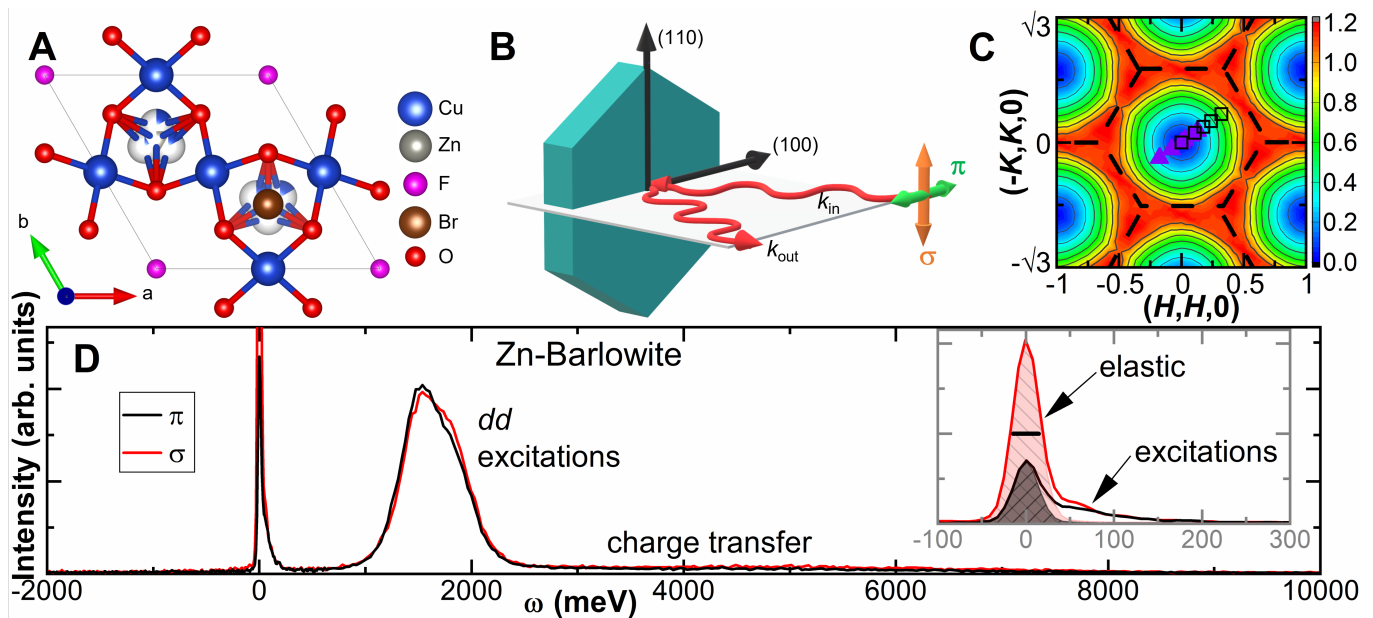 A
Cu
Zn
F
Br
O
b
a
B
(110)
(100)
π
σ
k_in
k_out
C
(-K,K,0)
√3
0
-√3
-1
-0.5
0
0.5
1
(H,H,0)
1.2
1.0
0.8
0.6
0.4
0.2
0.0
D
Intensity (arb. units)
Zn-Barlowite
π
σ
dd
excitations
charge transfer
elastic
excitations
-100
0
100
200
300
-2000
0
2000
4000
6000
8000
10000
ω (meV)